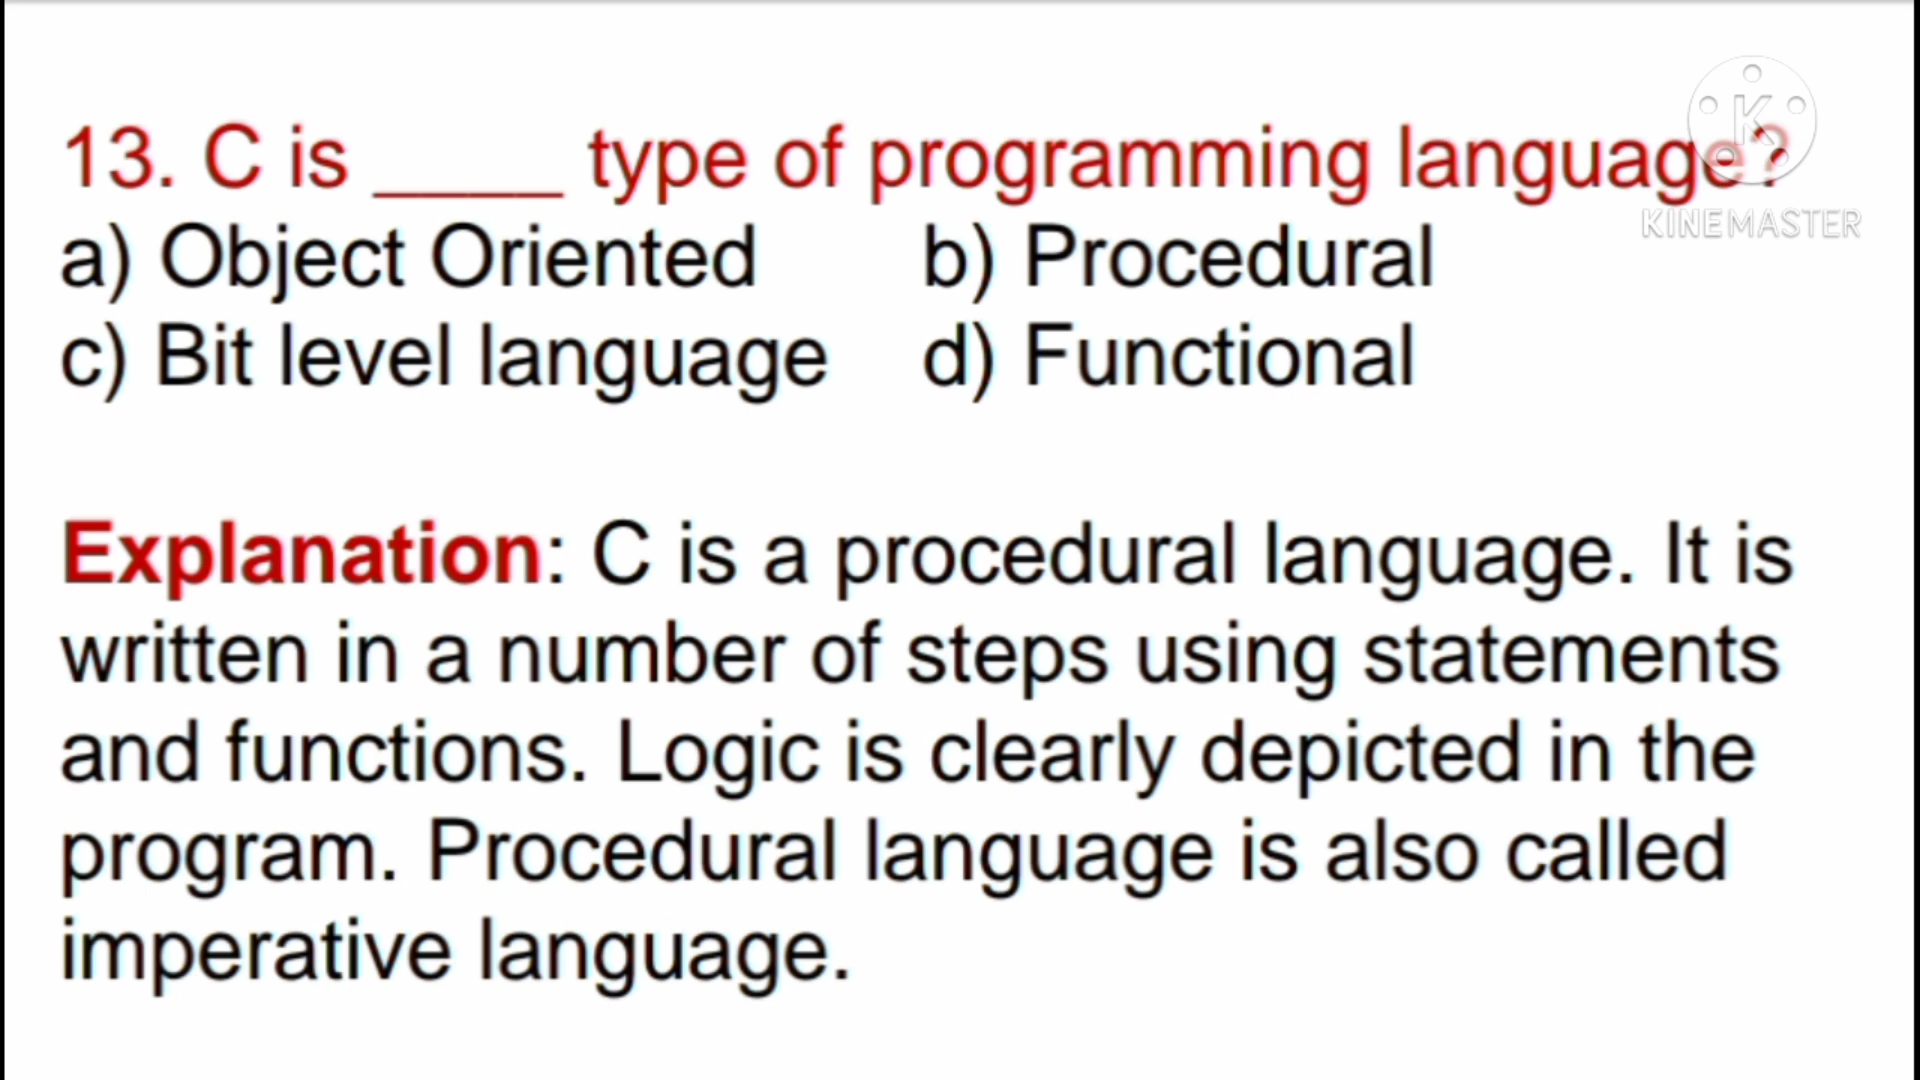 13. C is ____ type of programming language?
KINEMASTER
a) Object Oriented b) Procedural
c) Bit level language d) Functional
Explanation: C is a procedural language. It is
written in a number of steps using statements
and functions. Logic is clearly depicted in the
program. Procedural language is also called
imperative language.